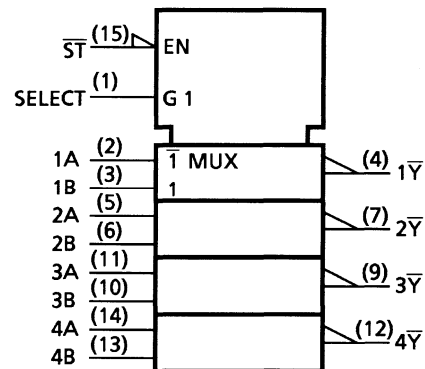 S̅T̅ (15) EN
SELECT (1) G 1
1A (2) 1̅ MUX (4) 1Y̅
1B (3) 1
2A (5) (7) 2Y̅
2B (6)
3A (11) (9) 3Y̅
3B (10)
4A (14) (12) 4Y̅
4B (13)